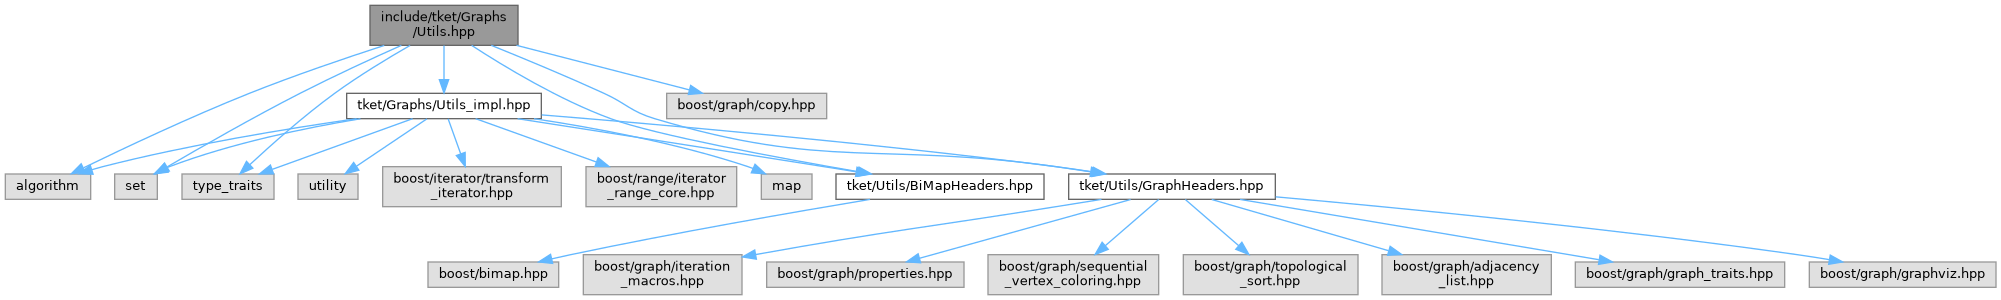 include/tket/Graphs
/Utils.hpp
tket/Graphs/Utils_impl.hpp
boost/graph/copy.hpp
algorithm
set
type_traits
utility
boost/iterator/transform
_iterator.hpp
boost/range/iterator
_range_core.hpp
map
tket/Utils/BiMapHeaders.hpp
tket/Utils/GraphHeaders.hpp
boost/bimap.hpp
boost/graph/iteration
_macros.hpp
boost/graph/properties.hpp
boost/graph/sequential
_vertex_coloring.hpp
boost/graph/topological
_sort.hpp
boost/graph/adjacency
_list.hpp
boost/graph/graph_traits.hpp
boost/graph/graphviz.hpp